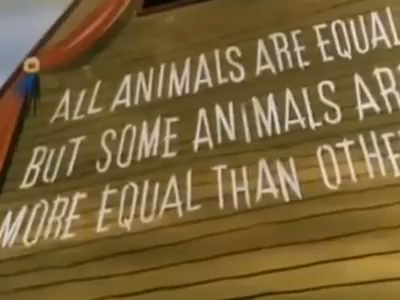 ALL ANIMALS ARE EQUAL
BUT SOME ANIMALS AR
MORE EQUAL THAN OTHE